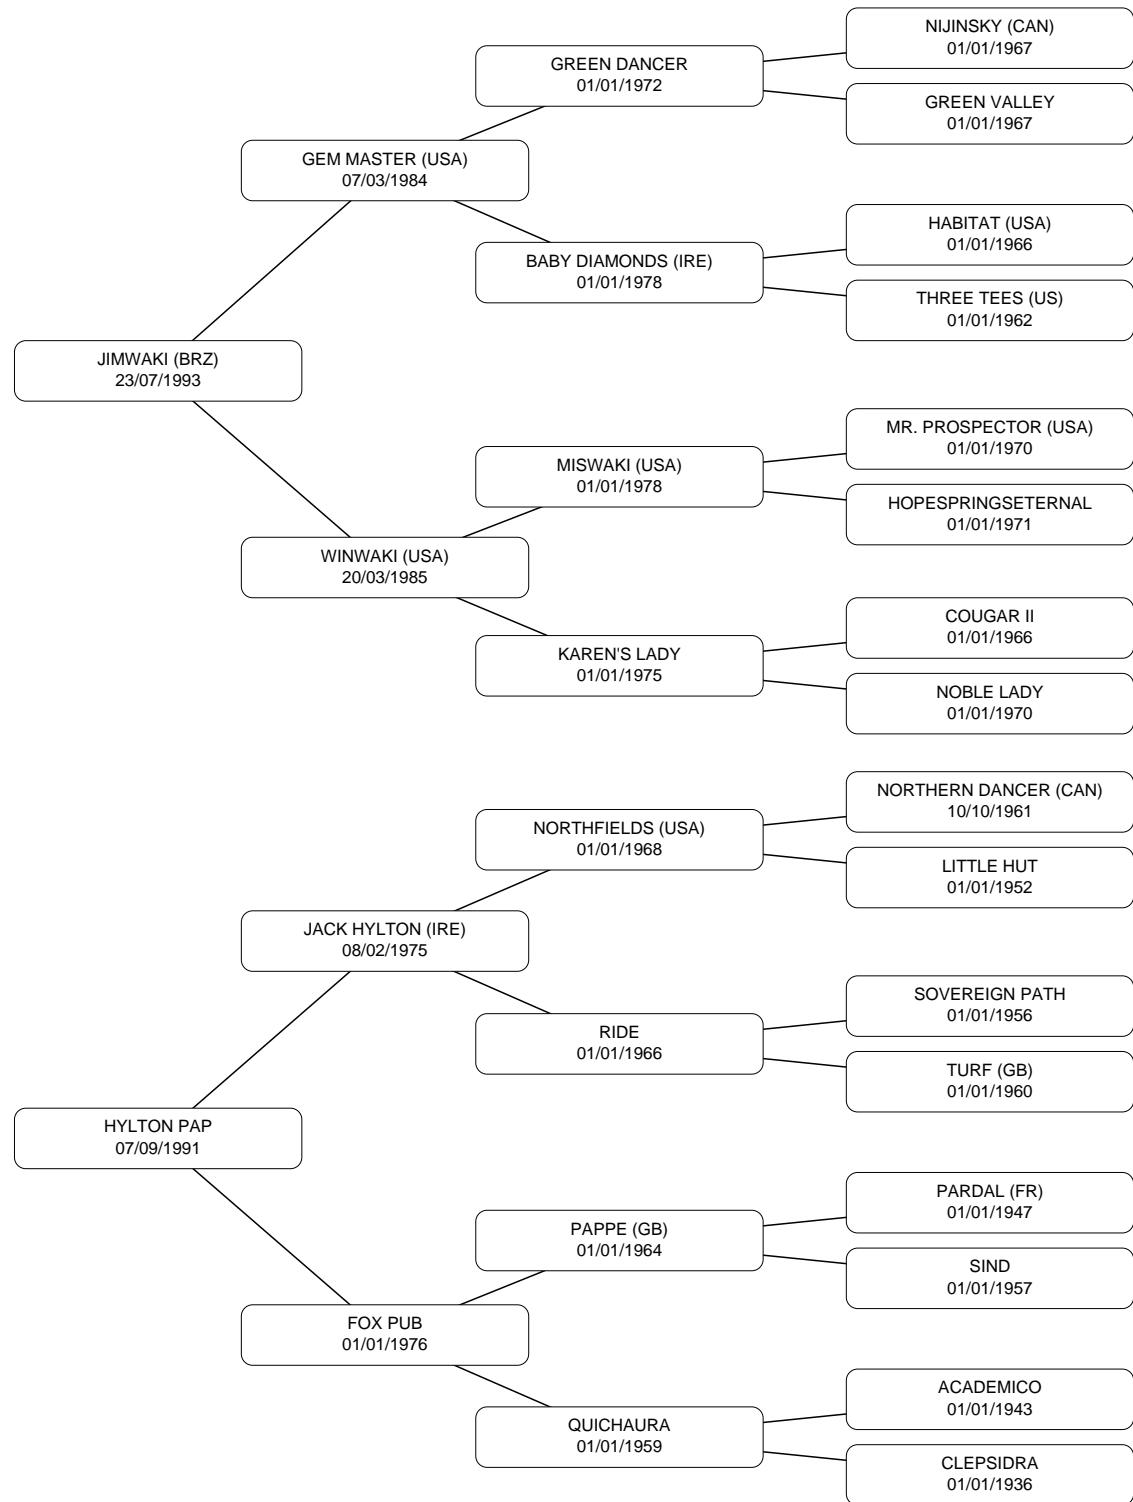 NIJINSKY (CAN)
01/01/1967
GREEN DANCER
01/01/1972
GREEN VALLEY
01/01/1967
GEM MASTER (USA)
07/03/1984
HABITAT (USA)
01/01/1966
BABY DIAMONDS (IRE)
01/01/1978
THREE TEES (US)
01/01/1962
JIMWAKI (BRZ)
23/07/1993
MR. PROSPECTOR (USA)
01/01/1970
MISWAKI (USA)
01/01/1978
HOPESPRINGSETERNAL
01/01/1971
WINWAKI (USA)
20/03/1985
COUGAR II
01/01/1966
KAREN'S LADY
01/01/1975
NOBLE LADY
01/01/1970
NORTHERN DANCER (CAN)
10/10/1961
NORTHFIELDS (USA)
01/01/1968
LITTLE HUT
01/01/1952
JACK HYLTON (IRE)
08/02/1975
SOVEREIGN PATH
01/01/1956
RIDE
01/01/1966
TURF (GB)
01/01/1960
HYLTON PAP
07/09/1991
PARDAL (FR)
01/01/1947
PAPPE (GB)
01/01/1964
SIND
01/01/1957
FOX PUB
01/01/1976
ACADEMICO
01/01/1943
QUICHAURA
01/01/1959
CLEPSIDRA
01/01/1936